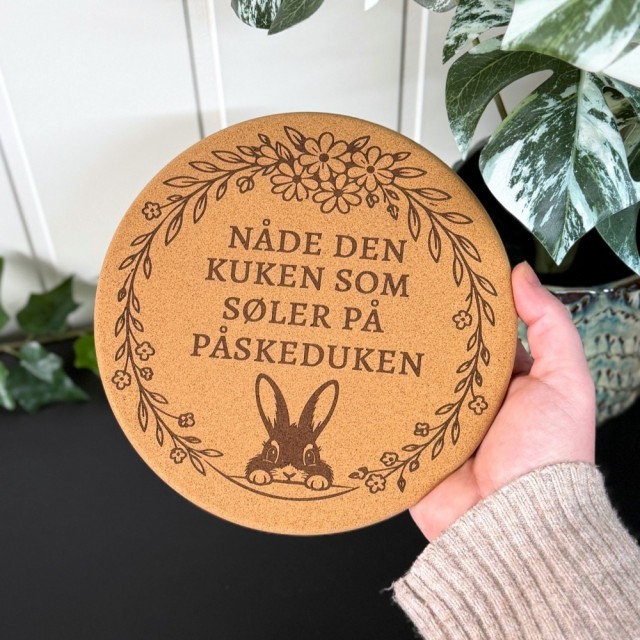 NÅDE DEN
KUKEN SOM
SØLER PÅ
PÅSKEDUKEN